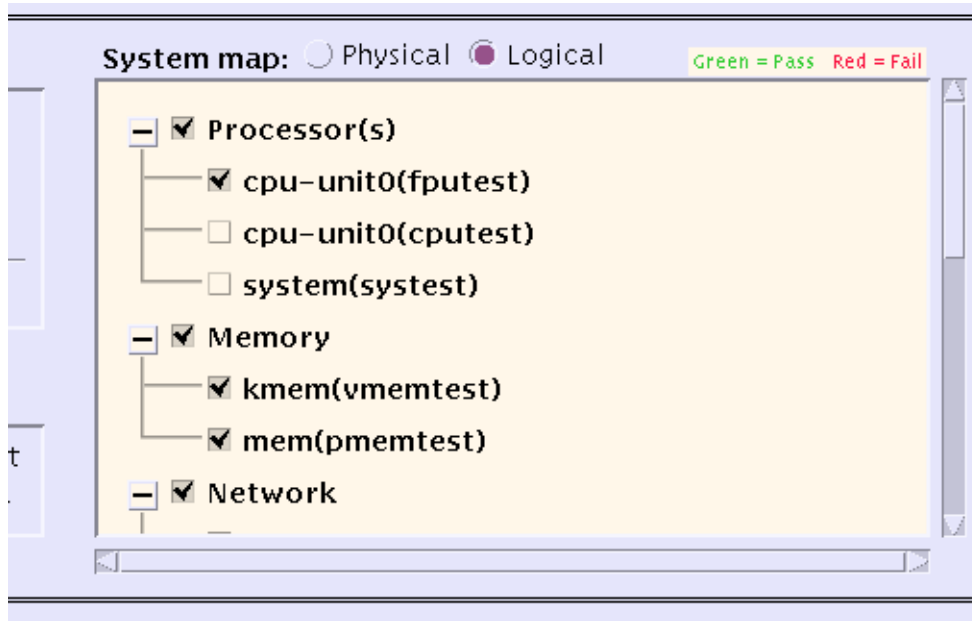 System map: Physical Logical
Green = Pass Red = Fail
Processor(s)
cpu-unit0(fputest)
cpu-unit0(cputest)
system(systest)
Memory
kmem(vmemtest)
mem(pmemtest)
t
Network